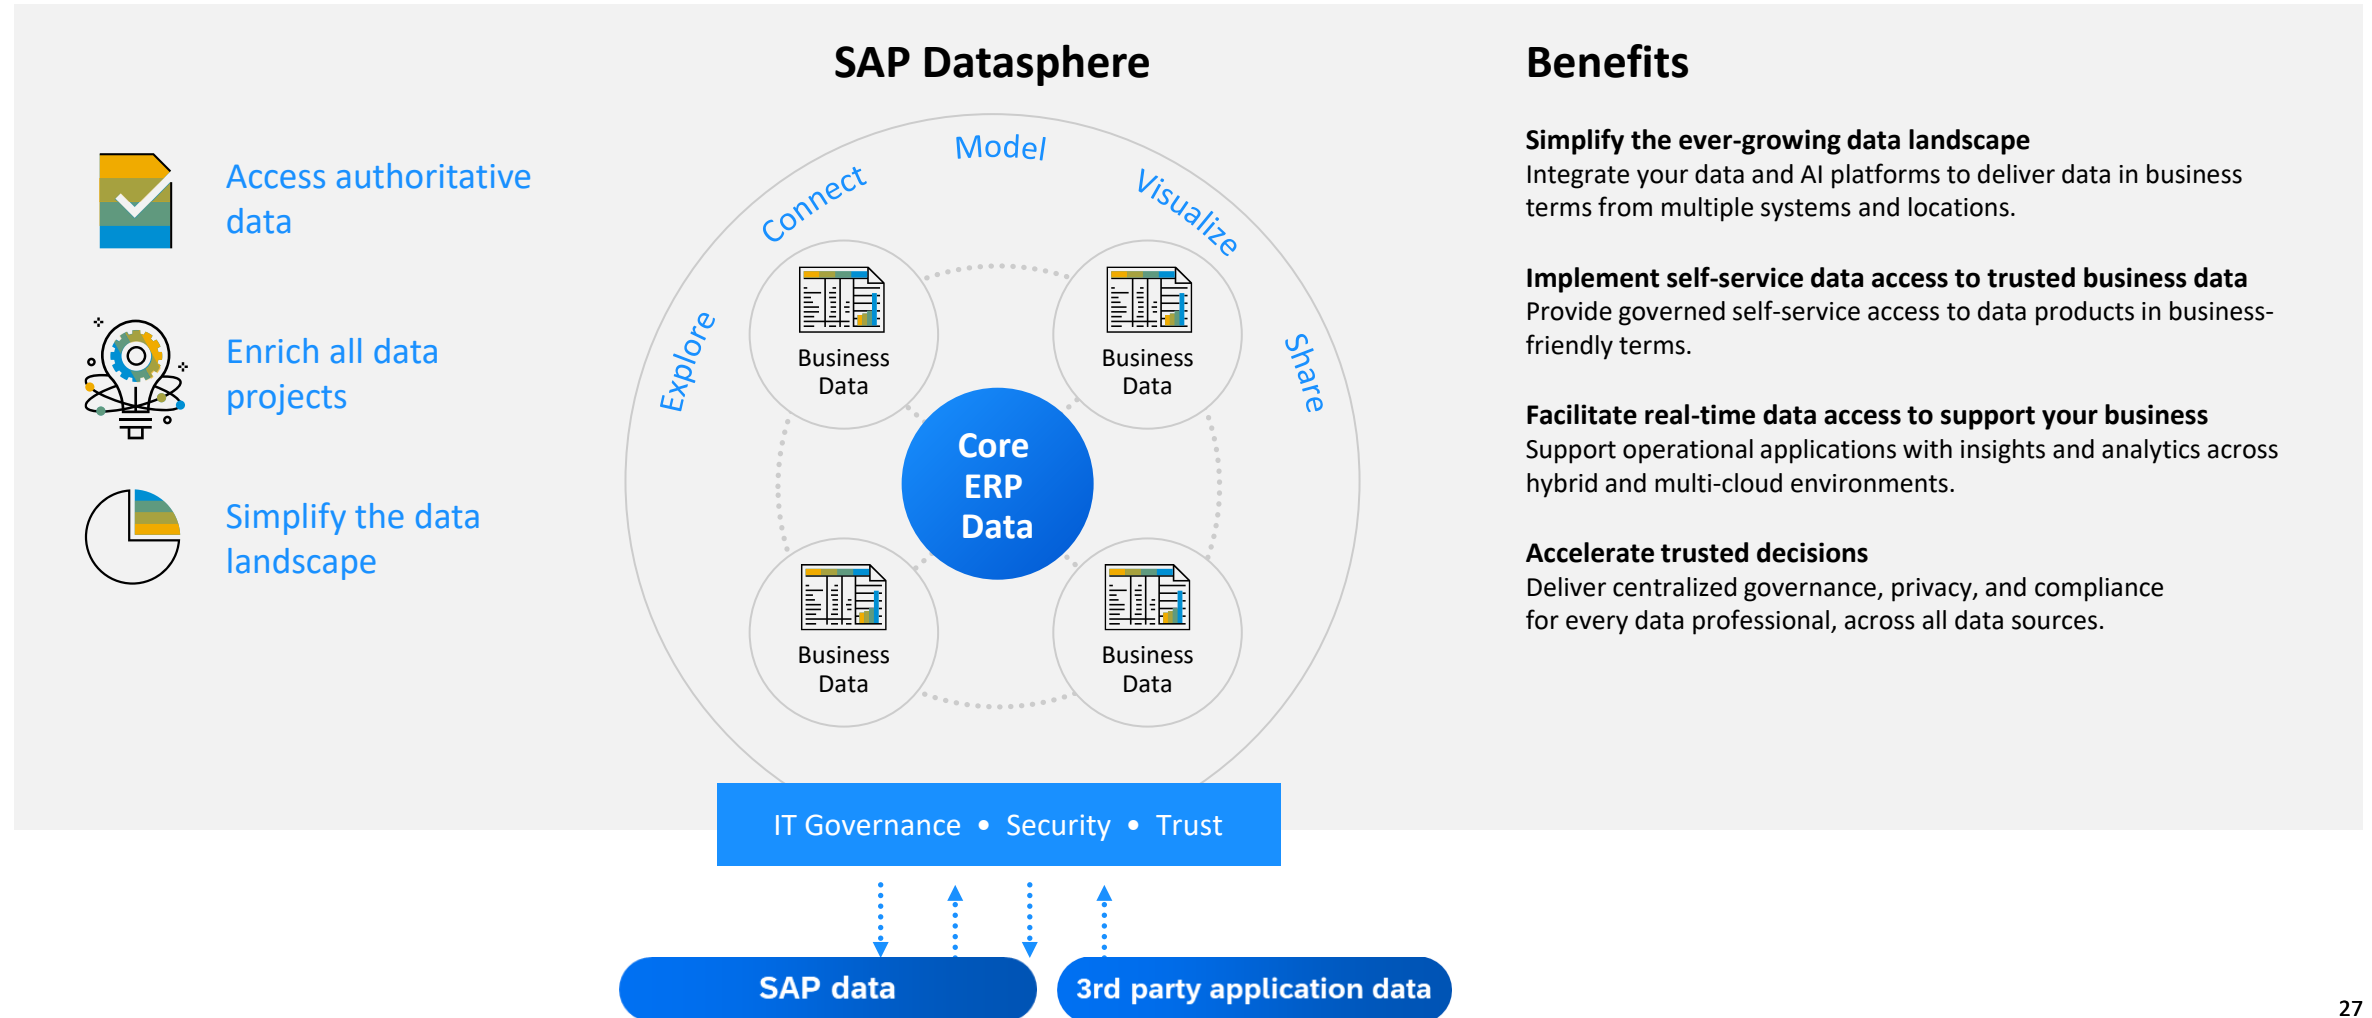 SAP Datasphere
Access authoritative
data
Enrich all data
projects
Simplify the data
landscape
Explore
Connect
Model
Visualize
Share
Business
Data
Business
Data
Core
ERP
Data
Business
Data
Business
Data
IT Governance • Security • Trust
SAP data
3rd party application data
Benefits
Simplify the ever-growing data landscape
Integrate your data and AI platforms to deliver data in business
terms from multiple systems and locations.
Implement self-service data access to trusted business data
Provide governed self-service access to data products in business-
friendly terms.
Facilitate real-time data access to support your business
Support operational applications with insights and analytics across
hybrid and multi-cloud environments.
Accelerate trusted decisions
Deliver centralized governance, privacy, and compliance
for every data professional, across all data sources.
27